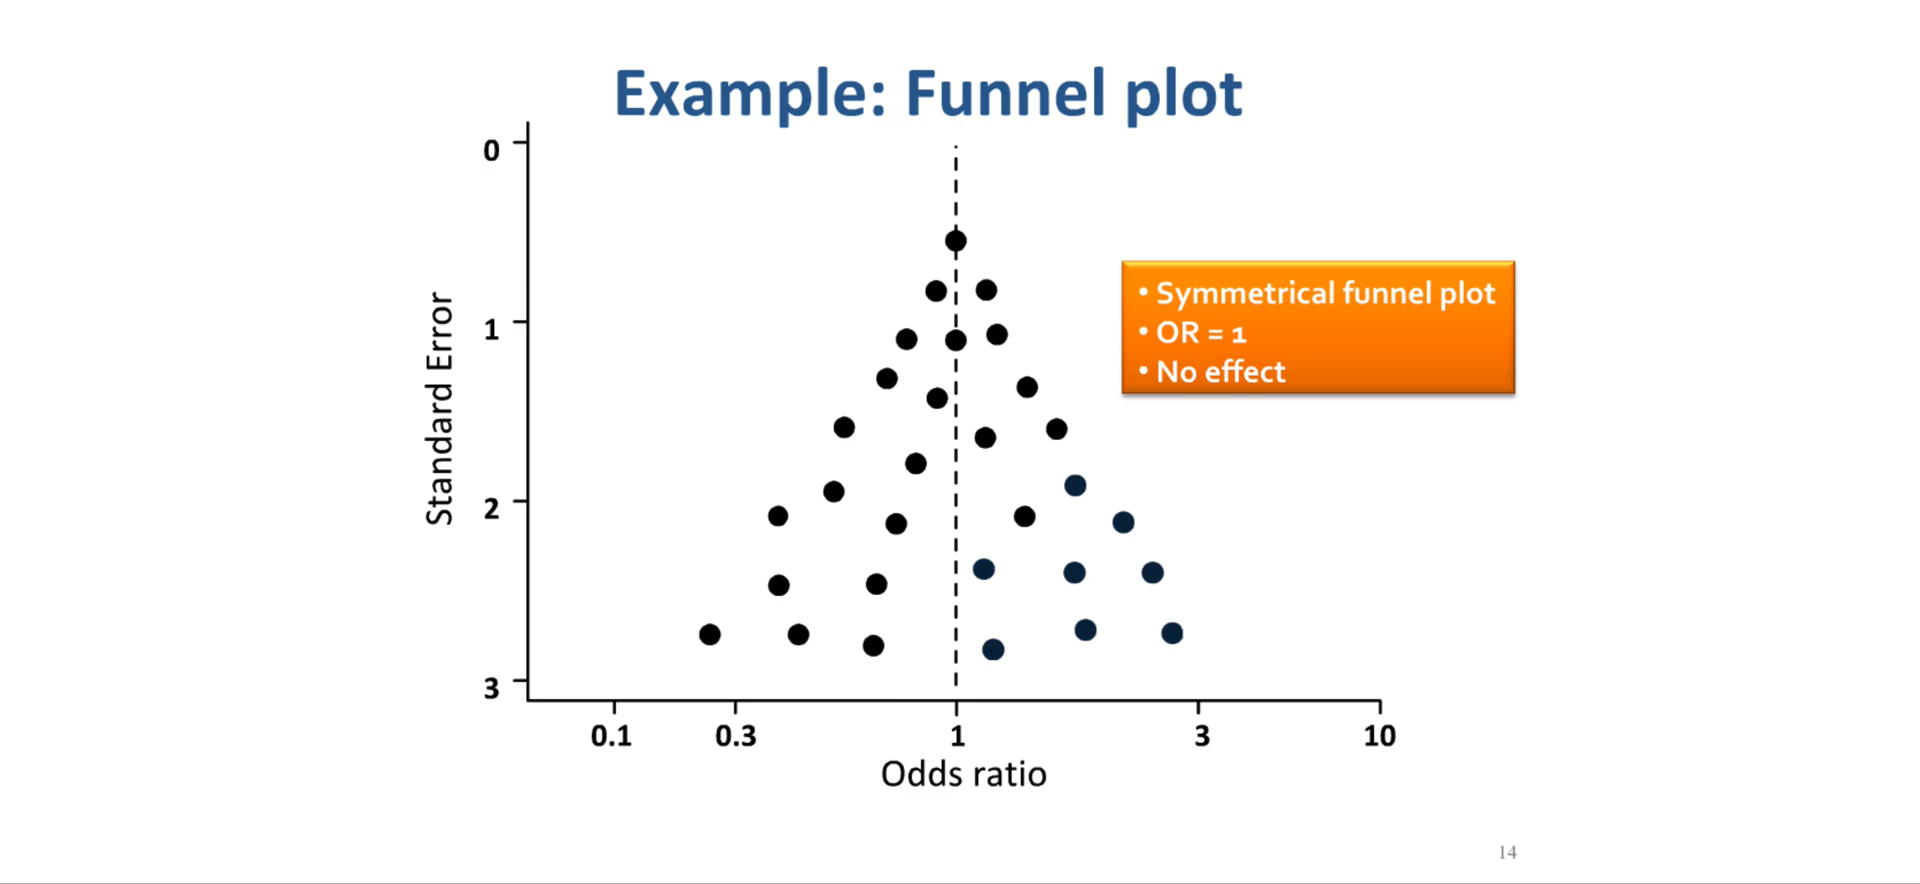 Example: Funnel plot
0
1
2
3
Standard Error
• Symmetrical funnel plot
• OR = 1
• No effect
0.1 0.3 1 3 10
Odds ratio
14